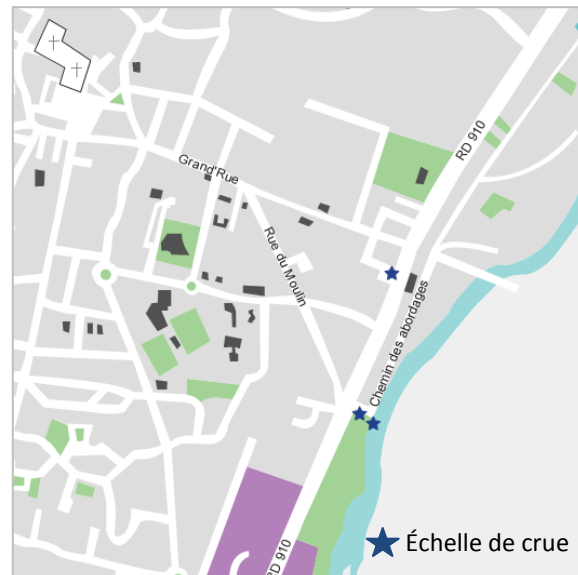 RD 910
Grand'Rue
Rue du Moulin
Chemin des abordages
RD 910
Échelle de crue